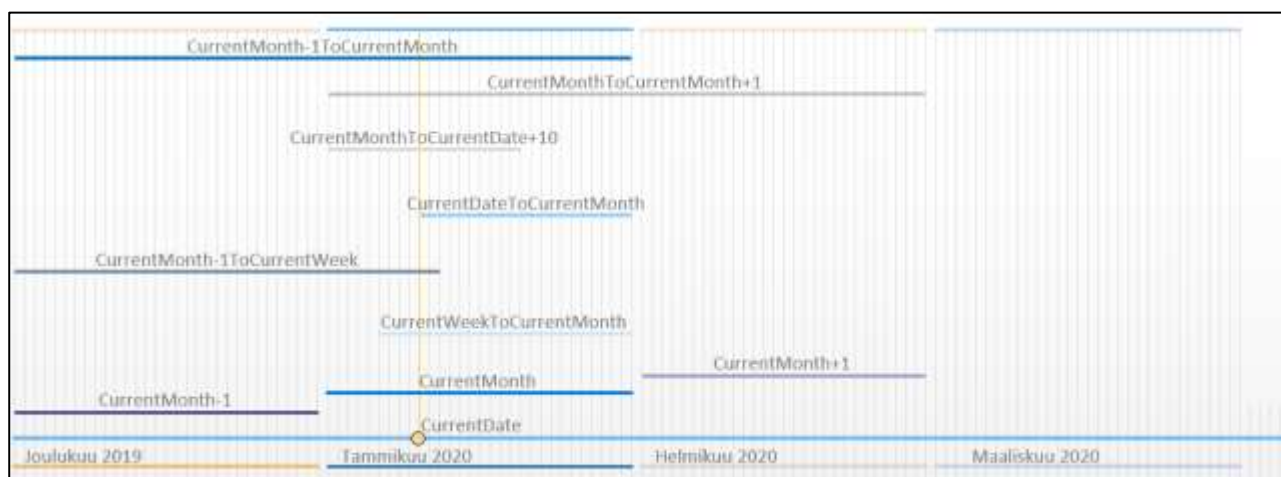 CurrentMonth-1ToCurrentMonth
CurrentMonthToCurrentMonth+1
CurrentMonthToCurrentDate+10
CurrentDateToCurrentMonth
CurrentMonth-1ToCurrentWeek
CurrentWeekToCurrentMonth
CurrentMonth+1
CurrentMonth
CurrentMonth-1
CurrentDate
Joulukuu 2019 Tammikuu 2020 Helmikuu 2020 Maaliskuu 2020